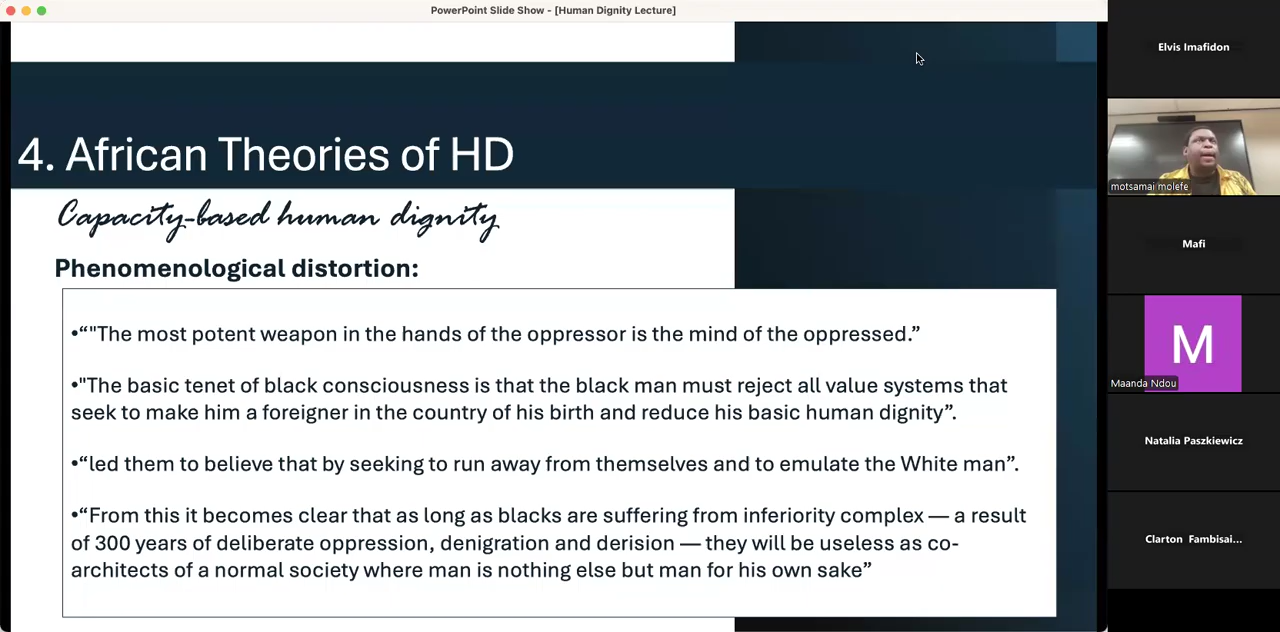 PowerPoint Slide Show - [Human Dignity Lecture]
4. African Theories of HD
Capacity-based human dignity
Phenomenological distortion:
•“"The most potent weapon in the hands of the oppressor is the mind of the oppressed.”
•"The basic tenet of black consciousness is that the black man must reject all value systems that
seek to make him a foreigner in the country of his birth and reduce his basic human dignity”.
•“led them to believe that by seeking to run away from themselves and to emulate the White man”.
•“From this it becomes clear that as long as blacks are suffering from inferiority complex — a result
of 300 years of deliberate oppression, denigration and derision — they will be useless as co-
architects of a normal society where man is nothing else but man for his own sake”
Elvis Imafidon
motsamai molefe
Mafi
M
Maanda Ndou
Natalia Paszkiewicz
Clarton Fambisai...